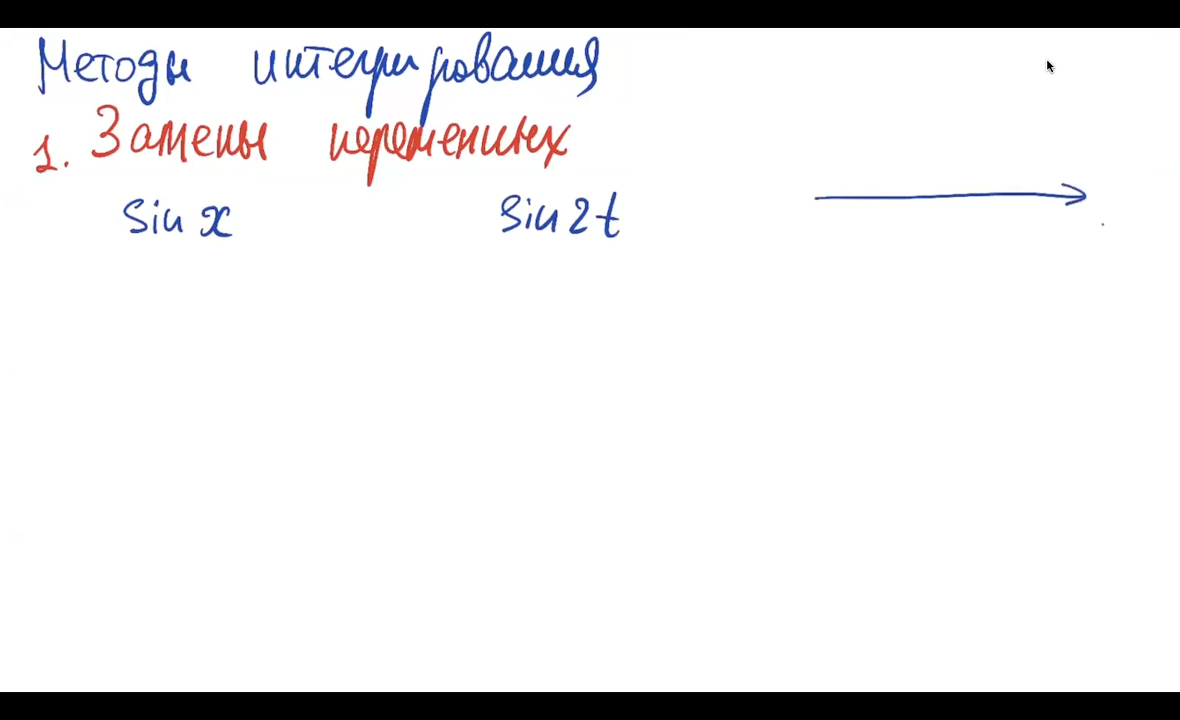 Методы интегрирования
1. Замены переменных
sin x sin 2t